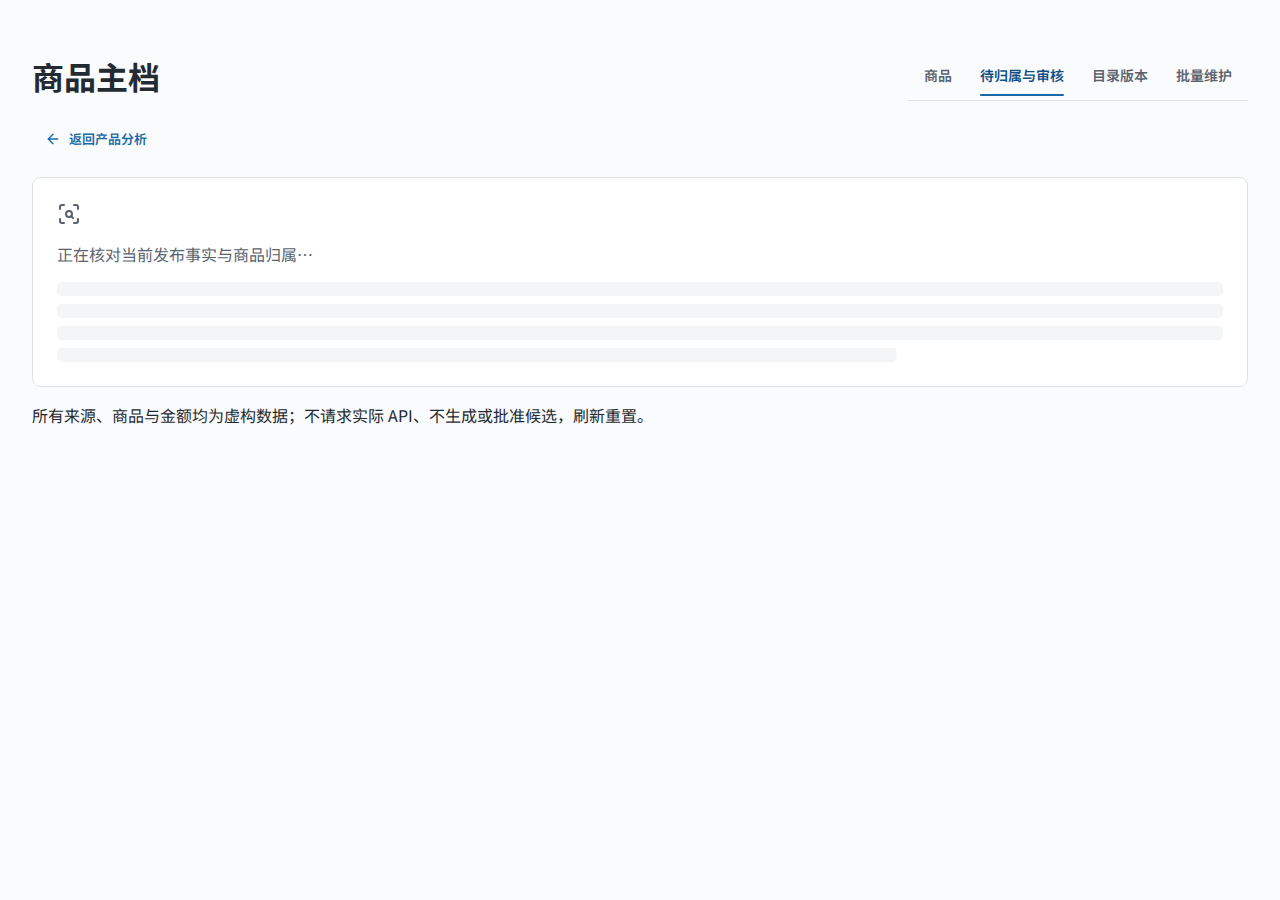 商品主档
商品 待归属与审核 目录版本 批量维护
返回产品分析
正在核对当前发布事实与商品归属…
所有来源、商品与金额均为虚构数据；不请求实际 API、不生成或批准候选，刷新重置。